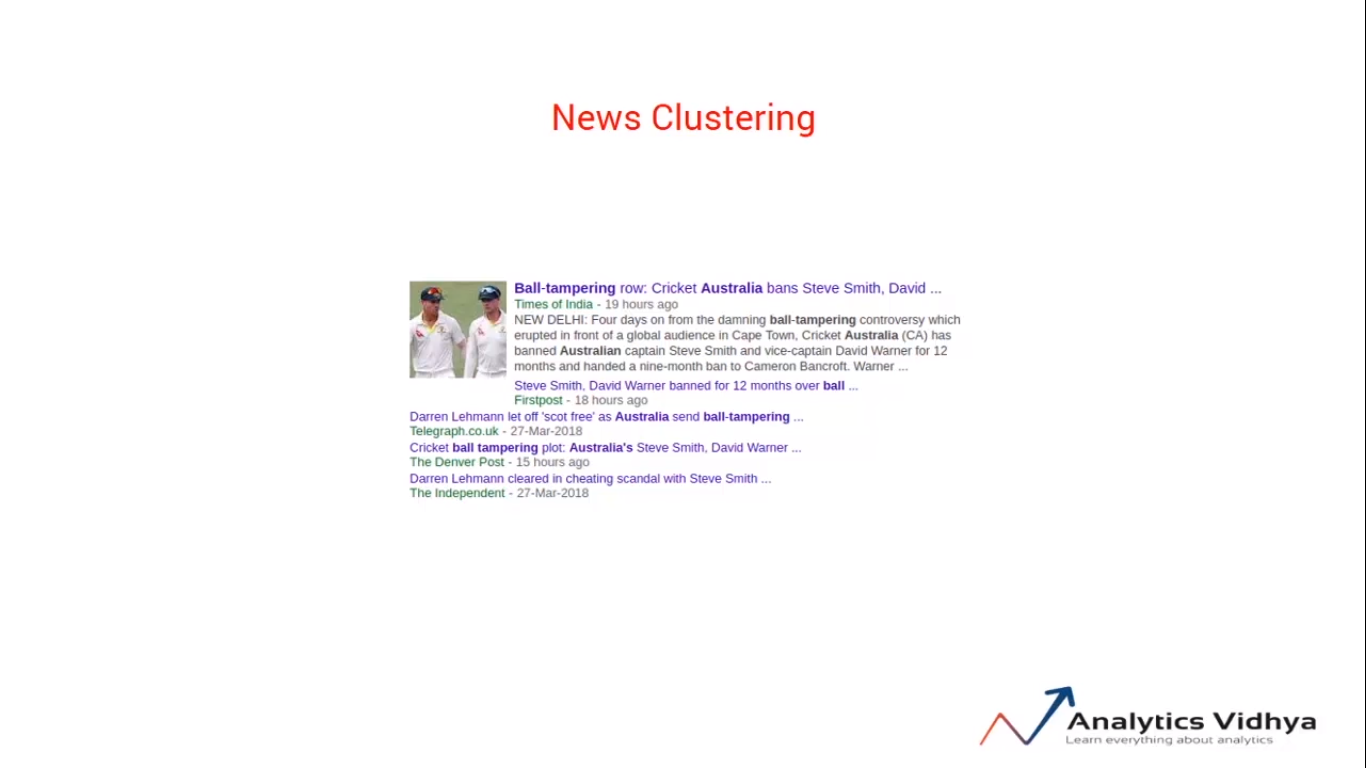 News Clustering
Ball-tampering row: Cricket Australia bans Steve Smith, David ...
Times of India - 19 hours ago
NEW DELHI: Four days on from the damning ball-tampering controversy which
erupted in front of a global audience in Cape Town, Cricket Australia (CA) has
banned Australian captain Steve Smith and vice-captain David Warner for 12
months and handed a nine-month ban to Cameron Bancroft. Warner ...
Steve Smith, David Warner banned for 12 months over ball ...
Firstpost - 18 hours ago
Darren Lehmann let off 'scot free' as Australia send ball-tampering ...
Telegraph.co.uk - 27-Mar-2018
Cricket ball tampering plot: Australia's Steve Smith, David Warner ...
The Denver Post - 15 hours ago
Darren Lehmann cleared in cheating scandal with Steve Smith ...
The Independent - 27-Mar-2018
Analytics Vidhya
Learn everything about analytics